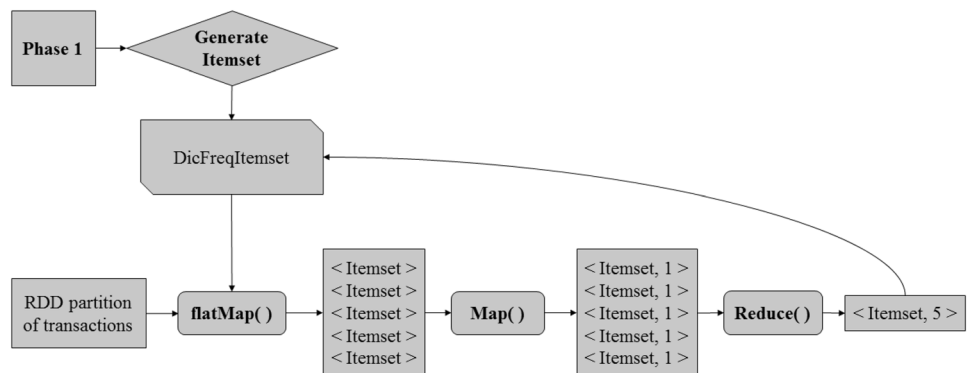 Phase 1
Generate
Itemset
DicFreqItemset
RDD partition
of transactions
flatMap( )
< Itemset >
< Itemset >
< Itemset >
< Itemset >
< Itemset >
Map( )
< Itemset, 1 >
< Itemset, 1 >
< Itemset, 1 >
< Itemset, 1 >
< Itemset, 1 >
Reduce( )
< Itemset, 5 >